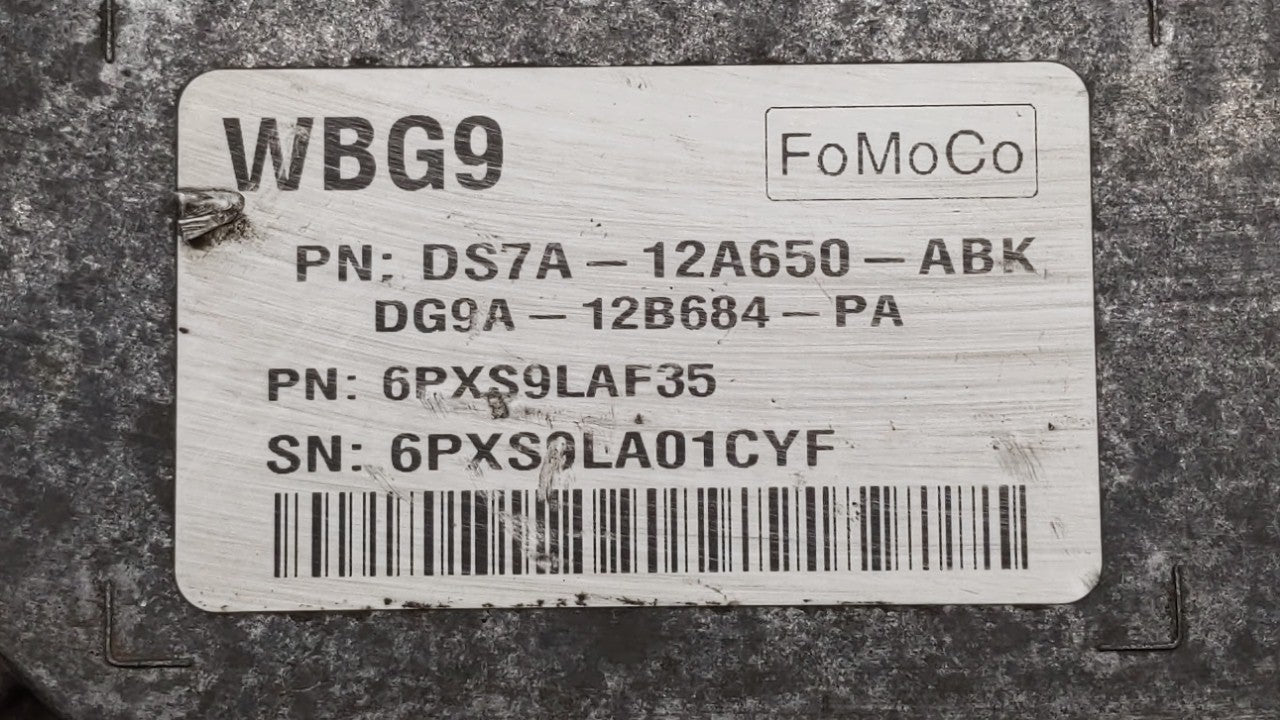 WBG9
FoMoCo
PN: DS7A-12A650-ABK
DG9A-12B684-PA
PN: 6PXS9LAF35
SN: 6PXS9LA01CYF